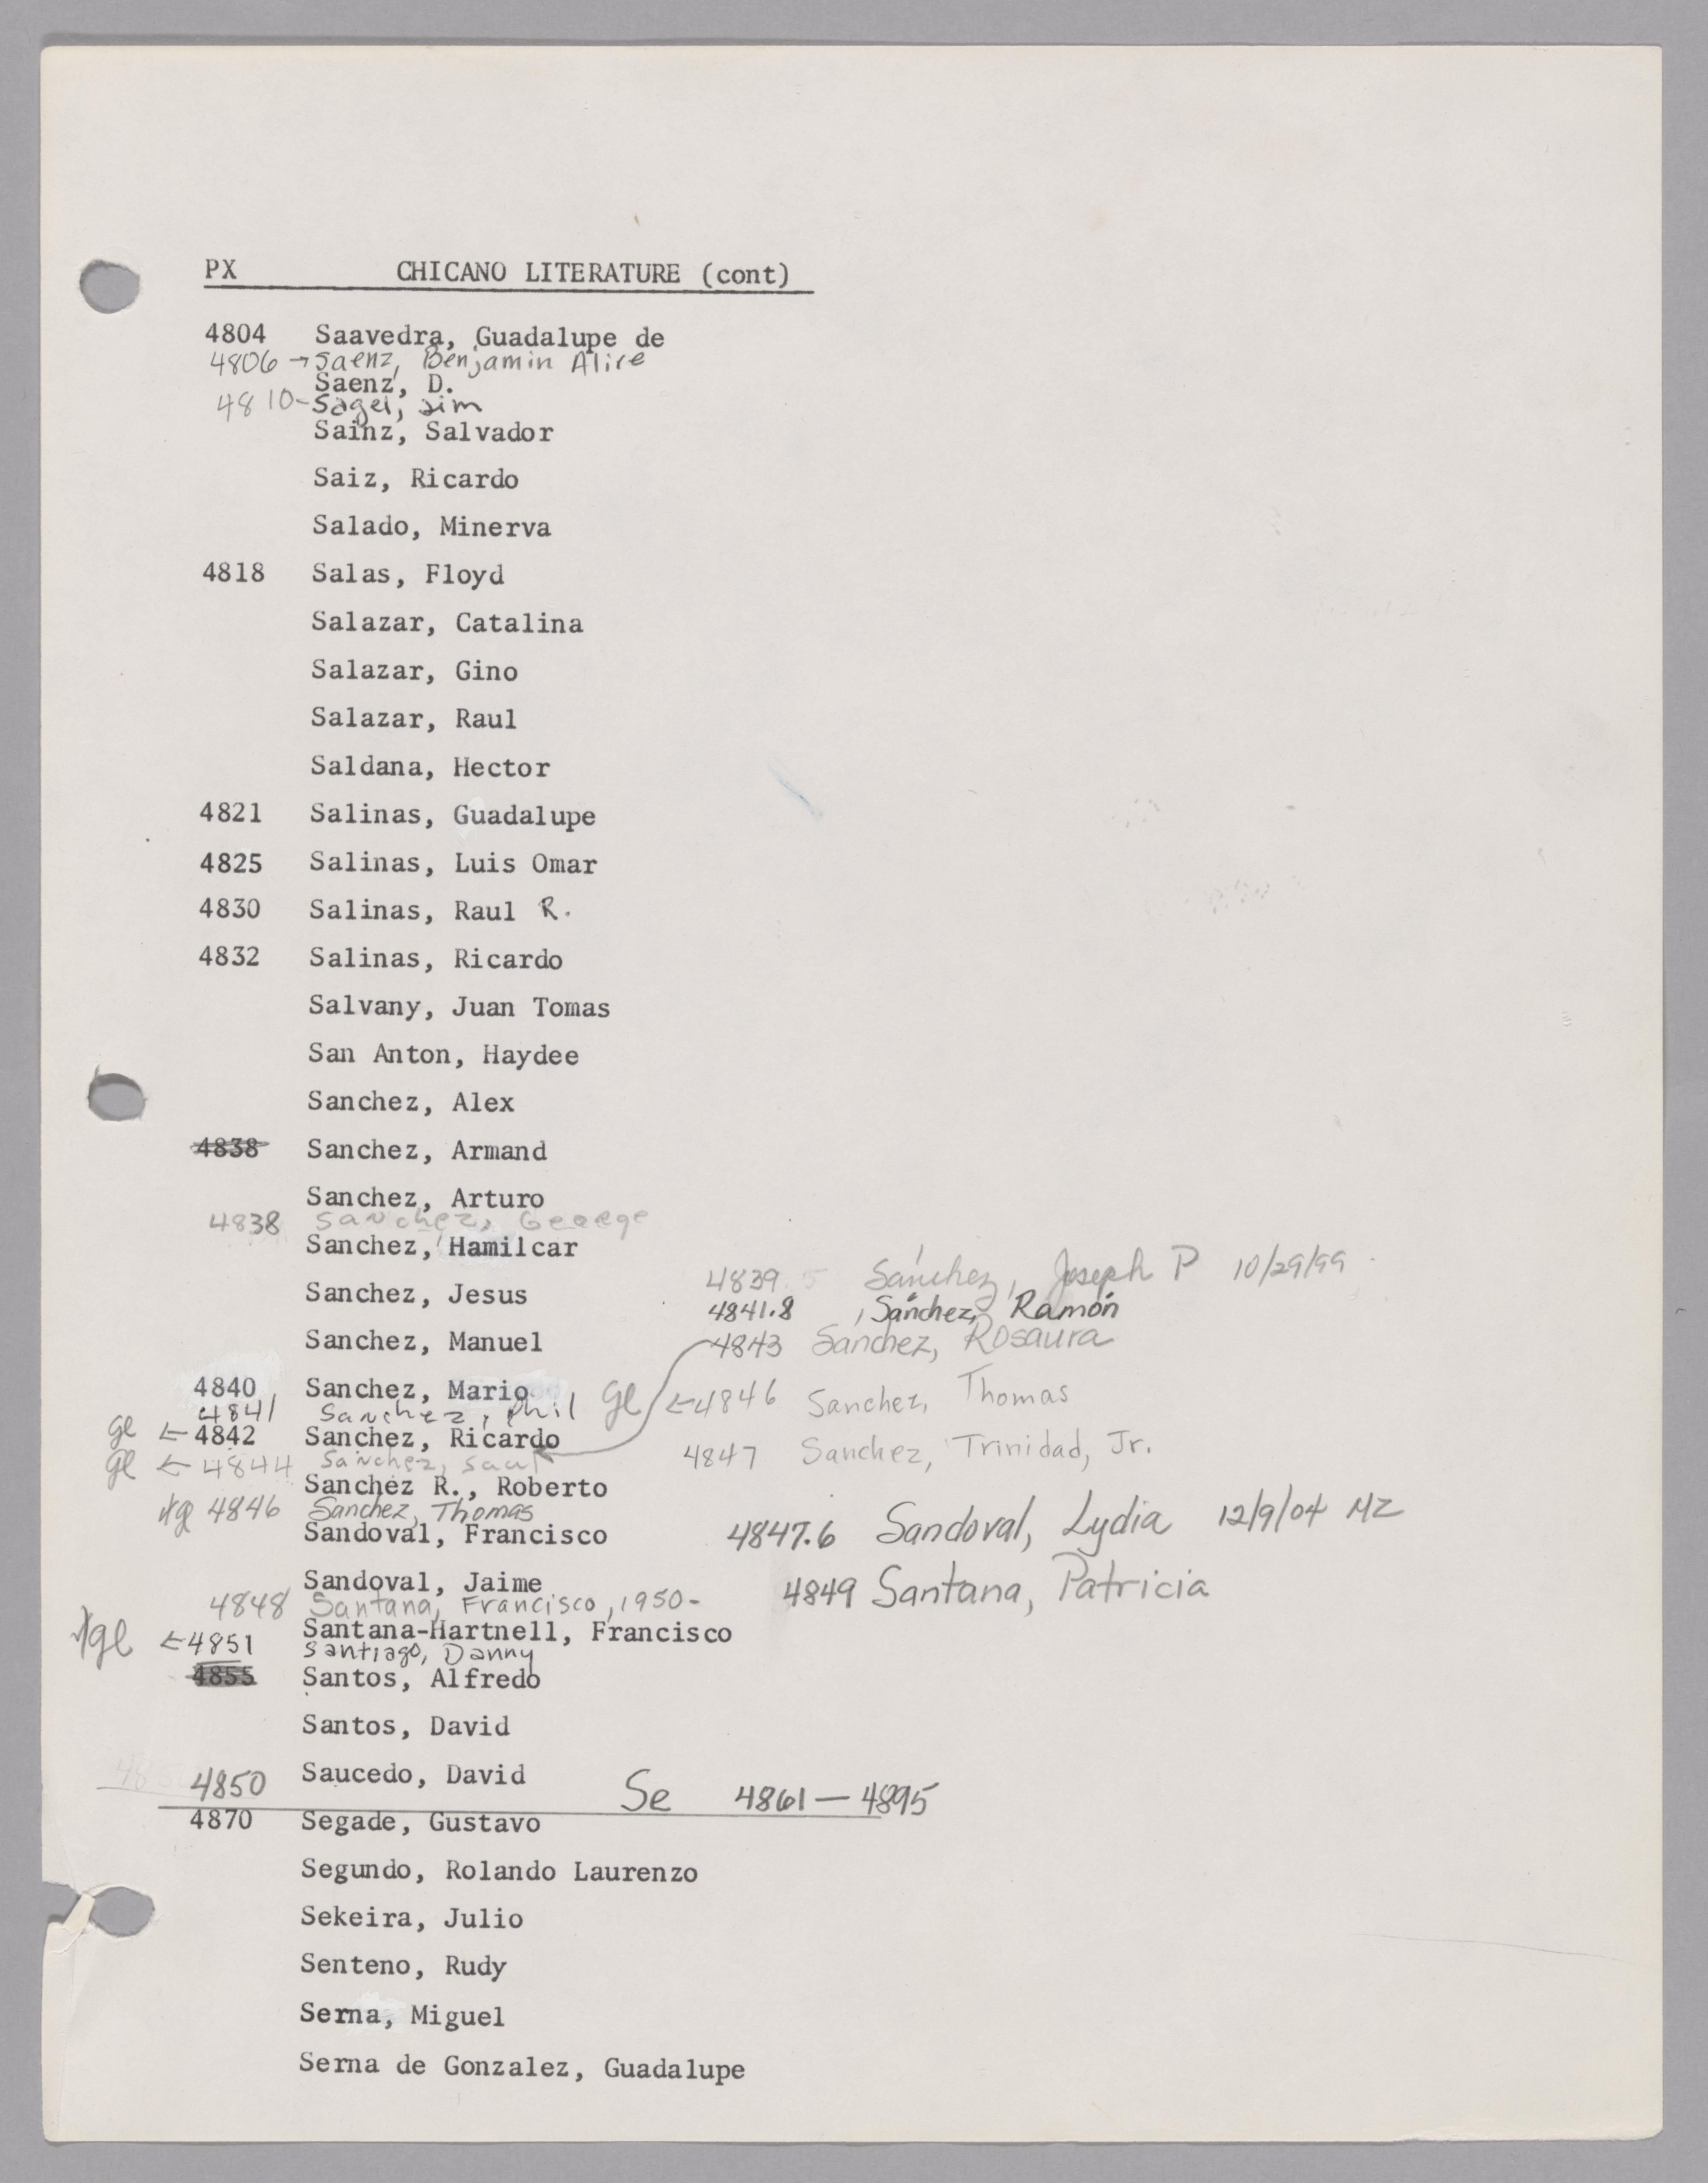 PX CHICANO LITERATURE (cont)
4804 Saavedra, Guadalupe de
4806 → Saenz, Benjamin Alire
Saenz, D.
4810- Sagel, Jim
Sainz, Salvador
Saiz, Ricardo
Salado, Minerva
4818 Salas, Floyd
Salazar, Catalina
Salazar, Gino
Salazar, Raul
Saldana, Hector
4821 Salinas, Guadalupe
4825 Salinas, Luis Omar
4830 Salinas, Raul R.
4832 Salinas, Ricardo
Salvany, Juan Tomas
San Anton, Haydee
Sanchez, Alex
4838 Sanchez, Armand
Sanchez, Arturo
4838 Sanchez, George
Sanchez, Hamilcar
4839.5 Sánchez, Joseph P 10/29/99
Sanchez, Jesus
4841.8 Sánchez, Ramón
Sanchez, Manuel
4843 Sanchez, Rosaura
4840 Sanchez, Mario
ge ← 4846 Sanchez, Thomas
4841 Sanchez, Phil
ge ← 4842 Sanchez, Ricardo
4847 Sanchez, Trinidad, Jr.
ge ← 4844 Sanchez, Saul
Sanchez R., Roberto
4846 Sanchez, Thomas
Sandoval, Francisco
4847.6 Sandoval, Lydia 12/9/04 MZ
Sandoval, Jaime
4849 Santana, Patricia
4848 Santana, Francisco, 1950-
Santana-Hartnell, Francisco
← 4851 Santiago, Danny
4855 Santos, Alfredo
Santos, David
4850 Saucedo, David
Se 4861 — 4895
4870 Segade, Gustavo
Segundo, Rolando Laurenzo
Sekeira, Julio
Senteno, Rudy
Serna, Miguel
Serna de Gonzalez, Guadalupe